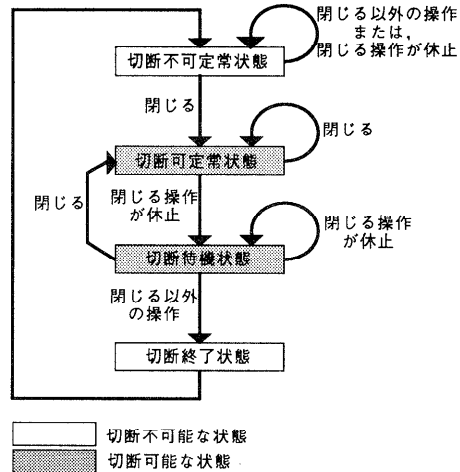 閉じる以外の操作
または,
閉じる操作が休止
切断不可定常状態
閉じる
閉じる
切断可定常状態
閉じる
閉じる操作
が休止
閉じる操作
が休止
切断待機状態
閉じる以外
の操作
切断終了状態
切断不可能な状態
切断可能な状態